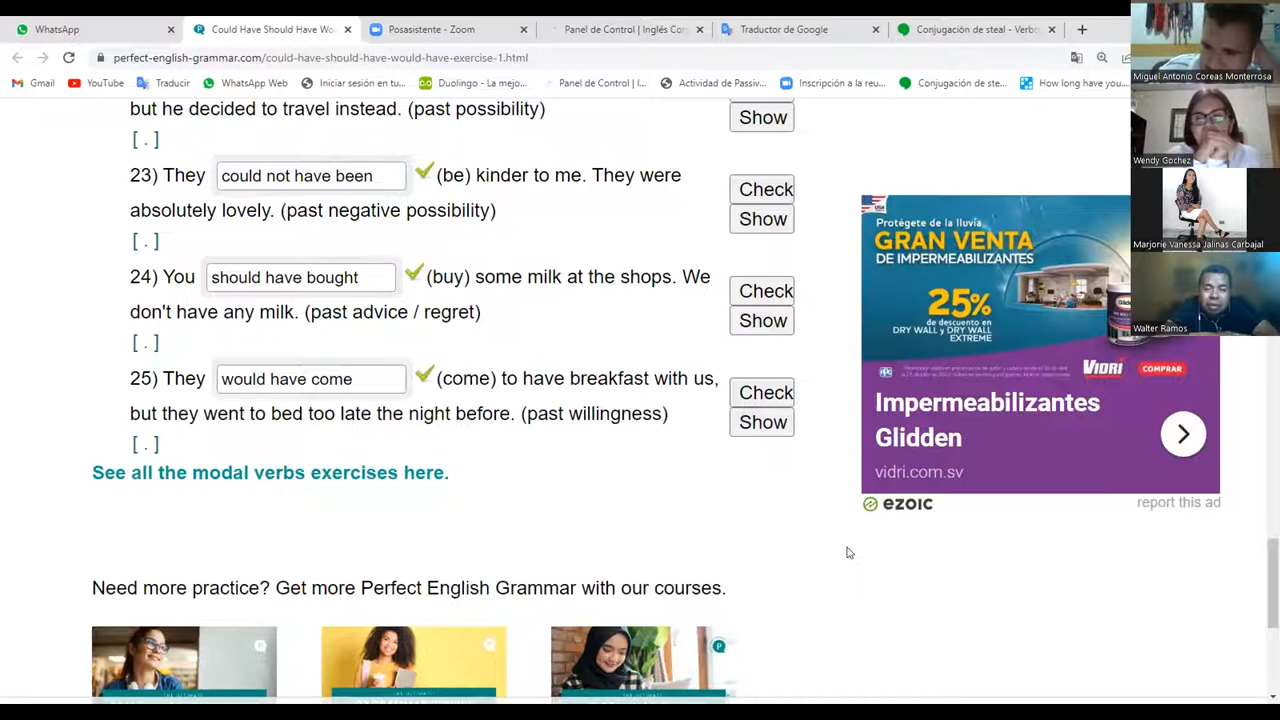 WhatsApp
Could Have Should Have Wo
Posasistente - Zoom
Panel de Control | Inglés Cor
Traductor de Google
Conjugación de steal - Verbo
perfect-english-grammar.com/could-have-should-have-would-have-exercise-1.html
Gmail
YouTube
Traducir
WhatsApp Web
Iniciar sesión en tu...
Duolingo - La mejo...
Panel de Control | I...
Actividad de Passiv...
Inscripción a la reu...
Conjugación de ste...
How long have you...
Miguel Antonio Coreas Monterrosa
Wendy Gochez
Marjorie Vanessa Jalinas Carbajal
Walter Ramos
but he decided to travel instead. (past possibility)
Show
[ . ]
23) They could not have been (be) kinder to me. They were
Check
absolutely lovely. (past negative possibility)
Show
[ . ]
24) You should have bought (buy) some milk at the shops. We
Check
don't have any milk. (past advice / regret)
Show
[ . ]
25) They would have come (come) to have breakfast with us,
Check
but they went to bed too late the night before. (past willingness)
Show
[ . ]
See all the modal verbs exercises here.
Need more practice? Get more Perfect English Grammar with our courses.
Protégete de la lluvia
GRAN VENTA
DE IMPERMEABILIZANTES
25%
de descuento en
DRY WALL y DRY WALL
EXTREME
VIDRI
COMPRAR
Impermeabilizantes
Glidden
vidri.com.sv
ezoic
report this ad